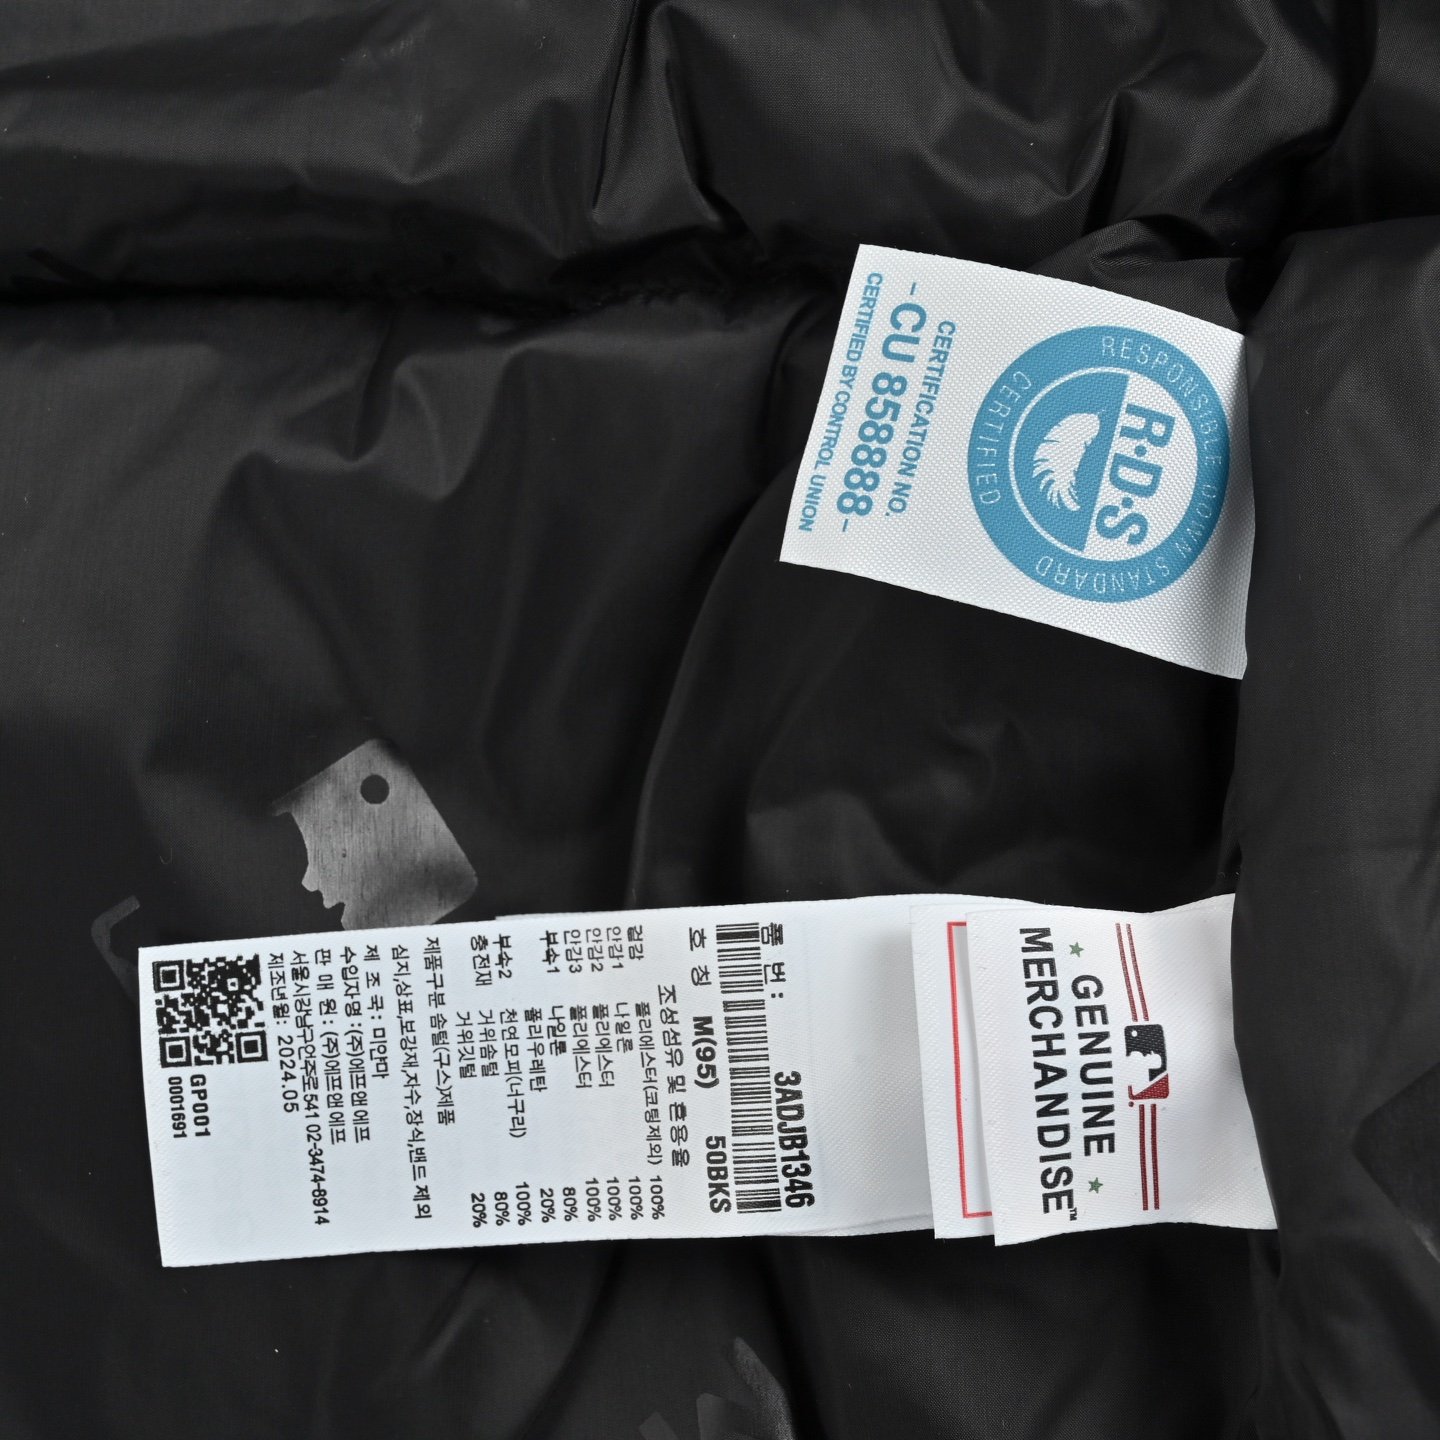 RESPONSIBLE DOWN STANDARD
R·D·S
CERTIFIED
CERTIFICATION NO.
-CU 858888-
CERTIFIED BY CONTROL UNION
GENUINE
MERCHANDISE™
품 번: 3ADJB1346
호 칭 M(95) 50BKS
조성섬유 및 혼용율
겉감 폴리에스터(코팅제외) 100%
안감1 나일론 100%
안감2 폴리에스터 100%
안감3 폴리에스터 100%
부속1 나일론 80%
폴리우레탄 20%
부속2 천연모피(너구리) 100%
충전재 거위솜털 80%
거위깃털 20%
제품구분 솜털(구스)제품
심지,상표,보강재,자수,장식,밴드 제외
제 조 국: 미얀마
수입자명 :(주)에프앤에프
판 매 원 : (주)에프앤에프
서울시강남구언주로541 02-3474-8914
제조년월: 2024.05
GP001
0001691